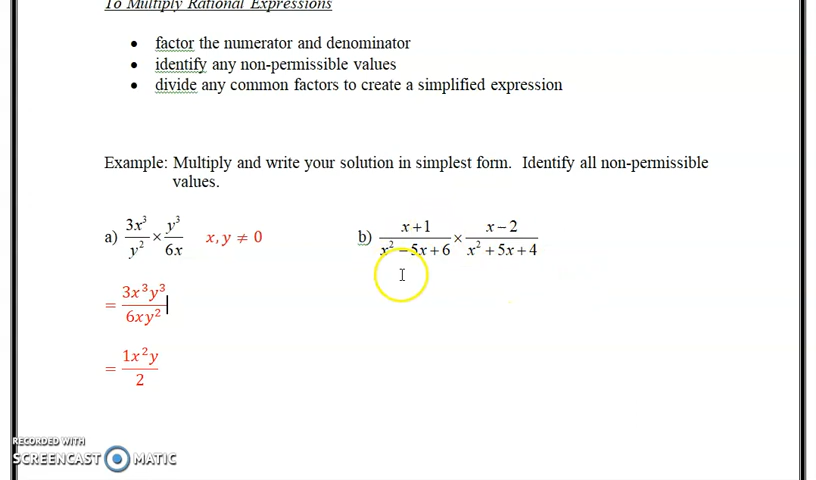 To Multiply Rational Expressions
• factor the numerator and denominator
• identify any non-permissible values
• divide any common factors to create a simplified expression
Example: Multiply and write your solution in simplest form. Identify all non-permissible
values.
a) 3x³/y² × y³/6x x, y ≠ 0
= 3x³y³/6xy²
= 1x²y/2
b) x+1/x²−5x+6 × x−2/x²+5x+4
RECORDED WITH
SCREENCAST MATIC